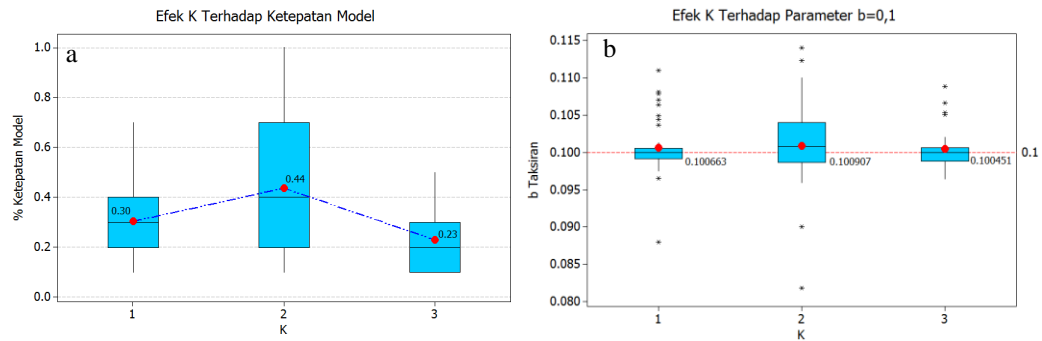 Efek K Terhadap Ketepatan Model
a
% Ketepatan Model
1.0
0.8
0.6
0.4
0.2
0.0
0.30
0.44
0.23
1 2 3
K
Efek K Terhadap Parameter b=0,1
b
b Taksiran
0.115
0.110
0.105
0.100
0.095
0.090
0.085
0.080
0.100663
0.100907
0.100451
0.1
1 2 3
K